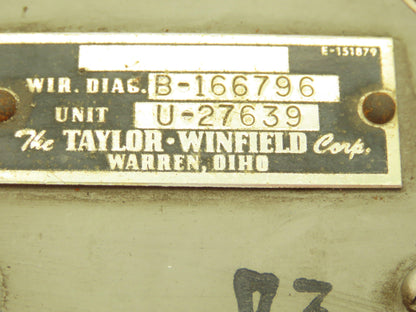 E-151879
WIR. DIAG. B-166796
UNIT U-27639
The TAYLOR·WINFIELD Corp.
WARREN, OIHO